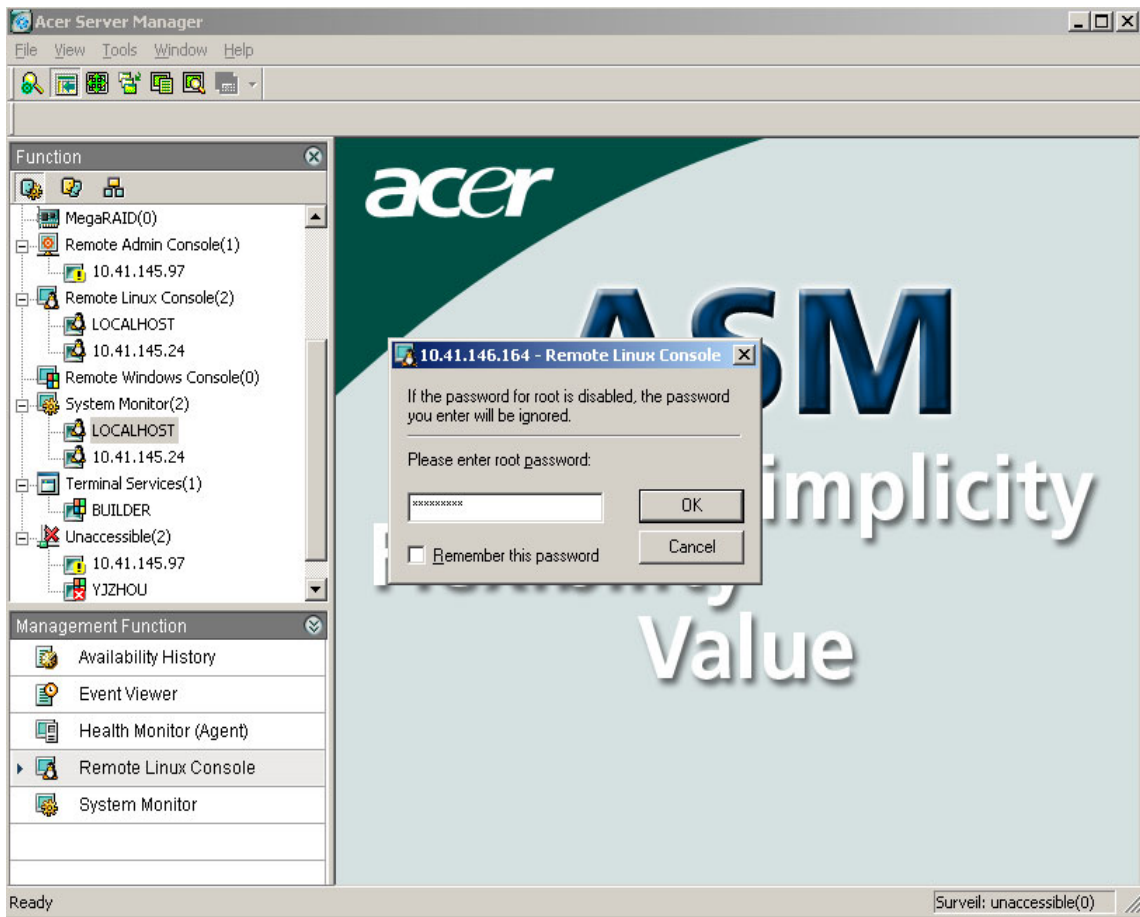 Acer Server Manager
File View Tools Window Help
Function
MegaRAID(0)
Remote Admin Console(1)
10.41.145.97
Remote Linux Console(2)
LOCALHOST
10.41.145.24
Remote Windows Console(0)
System Monitor(2)
LOCALHOST
10.41.145.24
Terminal Services(1)
BUILDER
Unaccessible(2)
10.41.145.97
YJZHOU
Management Function
Availability History
Event Viewer
Health Monitor (Agent)
Remote Linux Console
System Monitor
acer
ASM
10.41.146.164 - Remote Linux Console
If the password for root is disabled, the password
you enter will be ignored.
Please enter root password:
×××××××××
OK
Remember this password
Cancel
Value
Ready
Surveil: unaccessible(0)